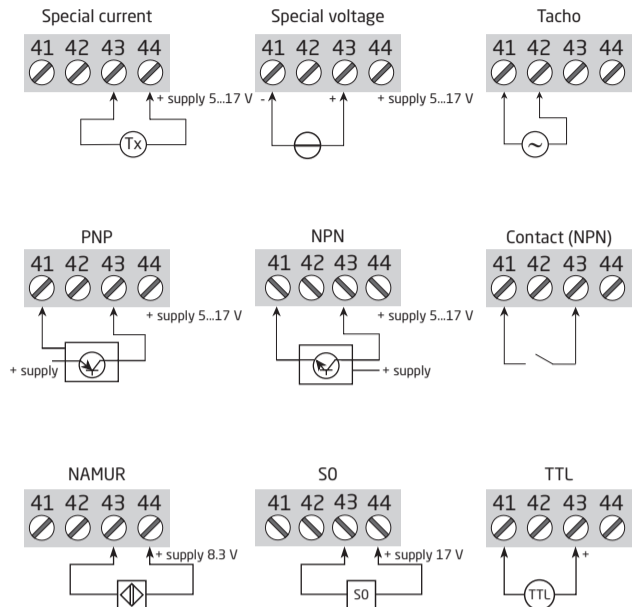 Special current
Special voltage
Tacho
41 42 43 44
41 42 43 44
41 42 43 44
+ supply 5...17 V
Tx
-
+
+ supply 5...17 V
~
PNP
NPN
Contact (NPN)
41 42 43 44
41 42 43 44
41 42 43 44
+ supply 5...17 V
+ supply
+ supply 5...17 V
+ supply
NAMUR
S0
TTL
41 42 43 44
41 42 43 44
41 42 43 44
+ supply 8.3 V
+ supply 17 V
S0
+
TTL